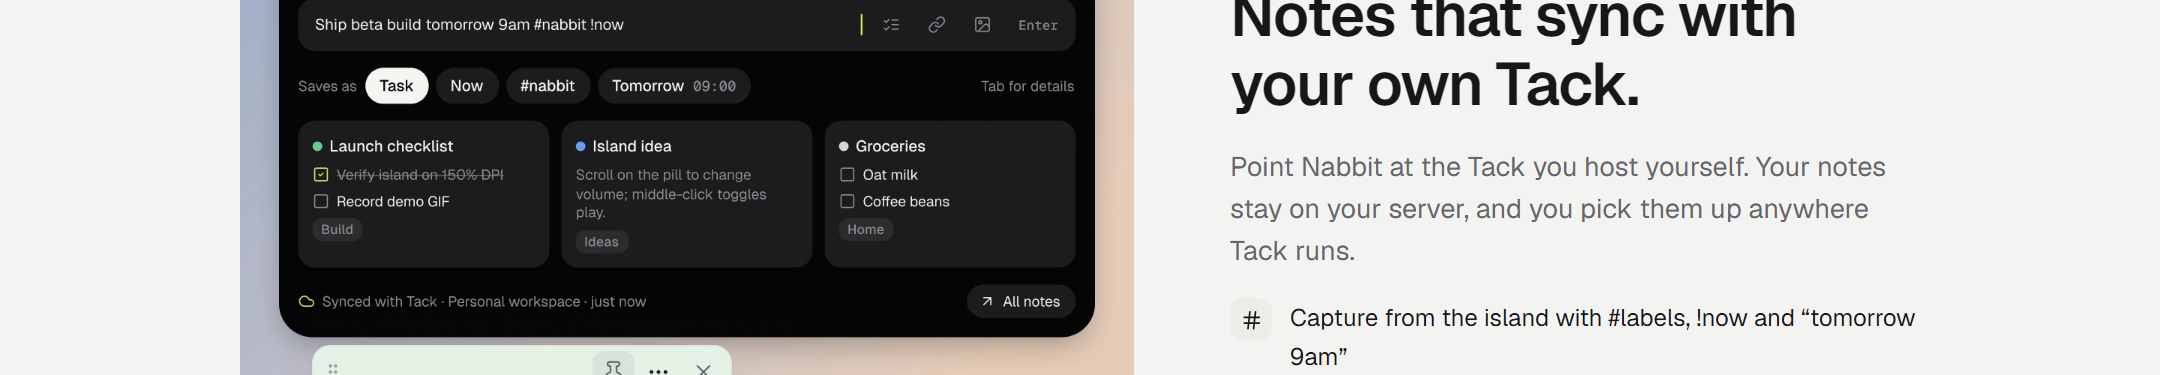 Ship beta build tomorrow 9am #nabbit !now
Enter
Saves as Task Now #nabbit Tomorrow 09:00 Tab for details
Launch checklist
Verify island on 150% DPI
Record demo GIF
Build
Island idea
Scroll on the pill to change
volume; middle-click toggles
play.
Ideas
Groceries
Oat milk
Coffee beans
Home
Synced with Tack · Personal workspace · just now
All notes
Notes that sync with
your own Tack.
Point Nabbit at the Tack you host yourself. Your notes
stay on your server, and you pick them up anywhere
Tack runs.
# Capture from the island with #labels, !now and “tomorrow
9am”